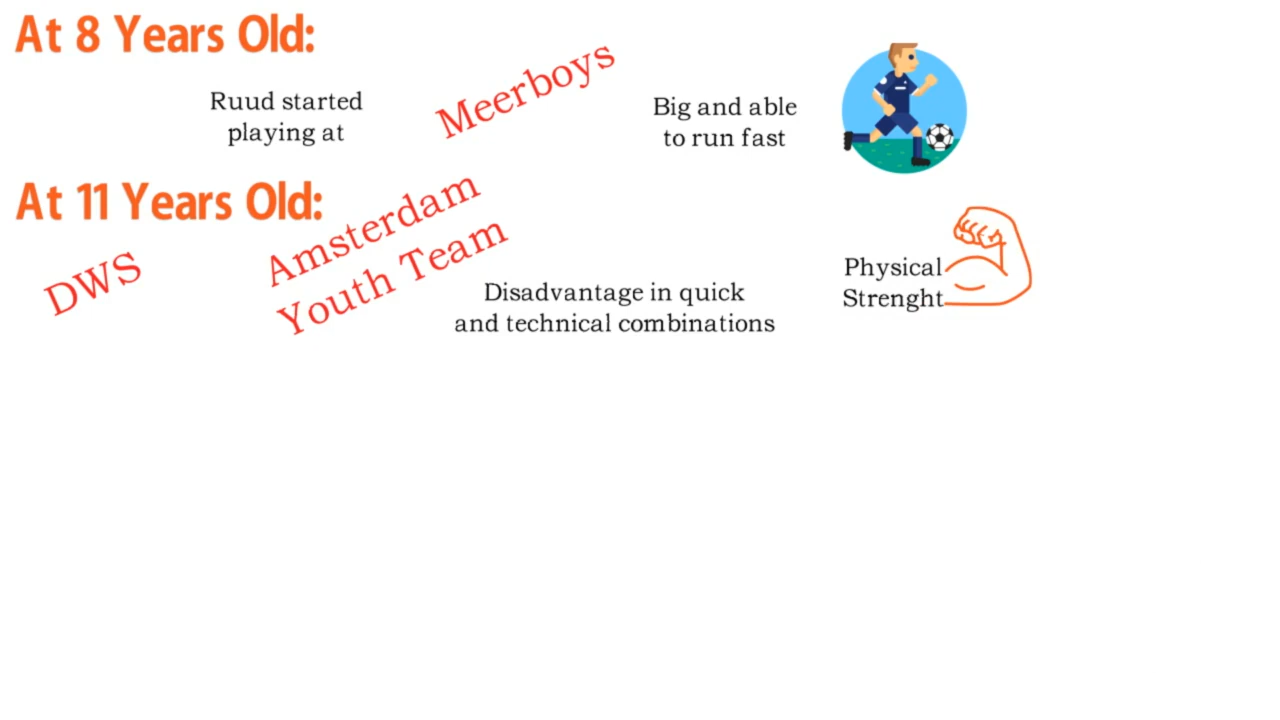 At 8 Years Old:
Ruud started
playing at
Meerboys
Big and able
to run fast
At 11 Years Old:
DWS
Amsterdam
Youth Team
Disadvantage in quick
and technical combinations
Physical
Strenght